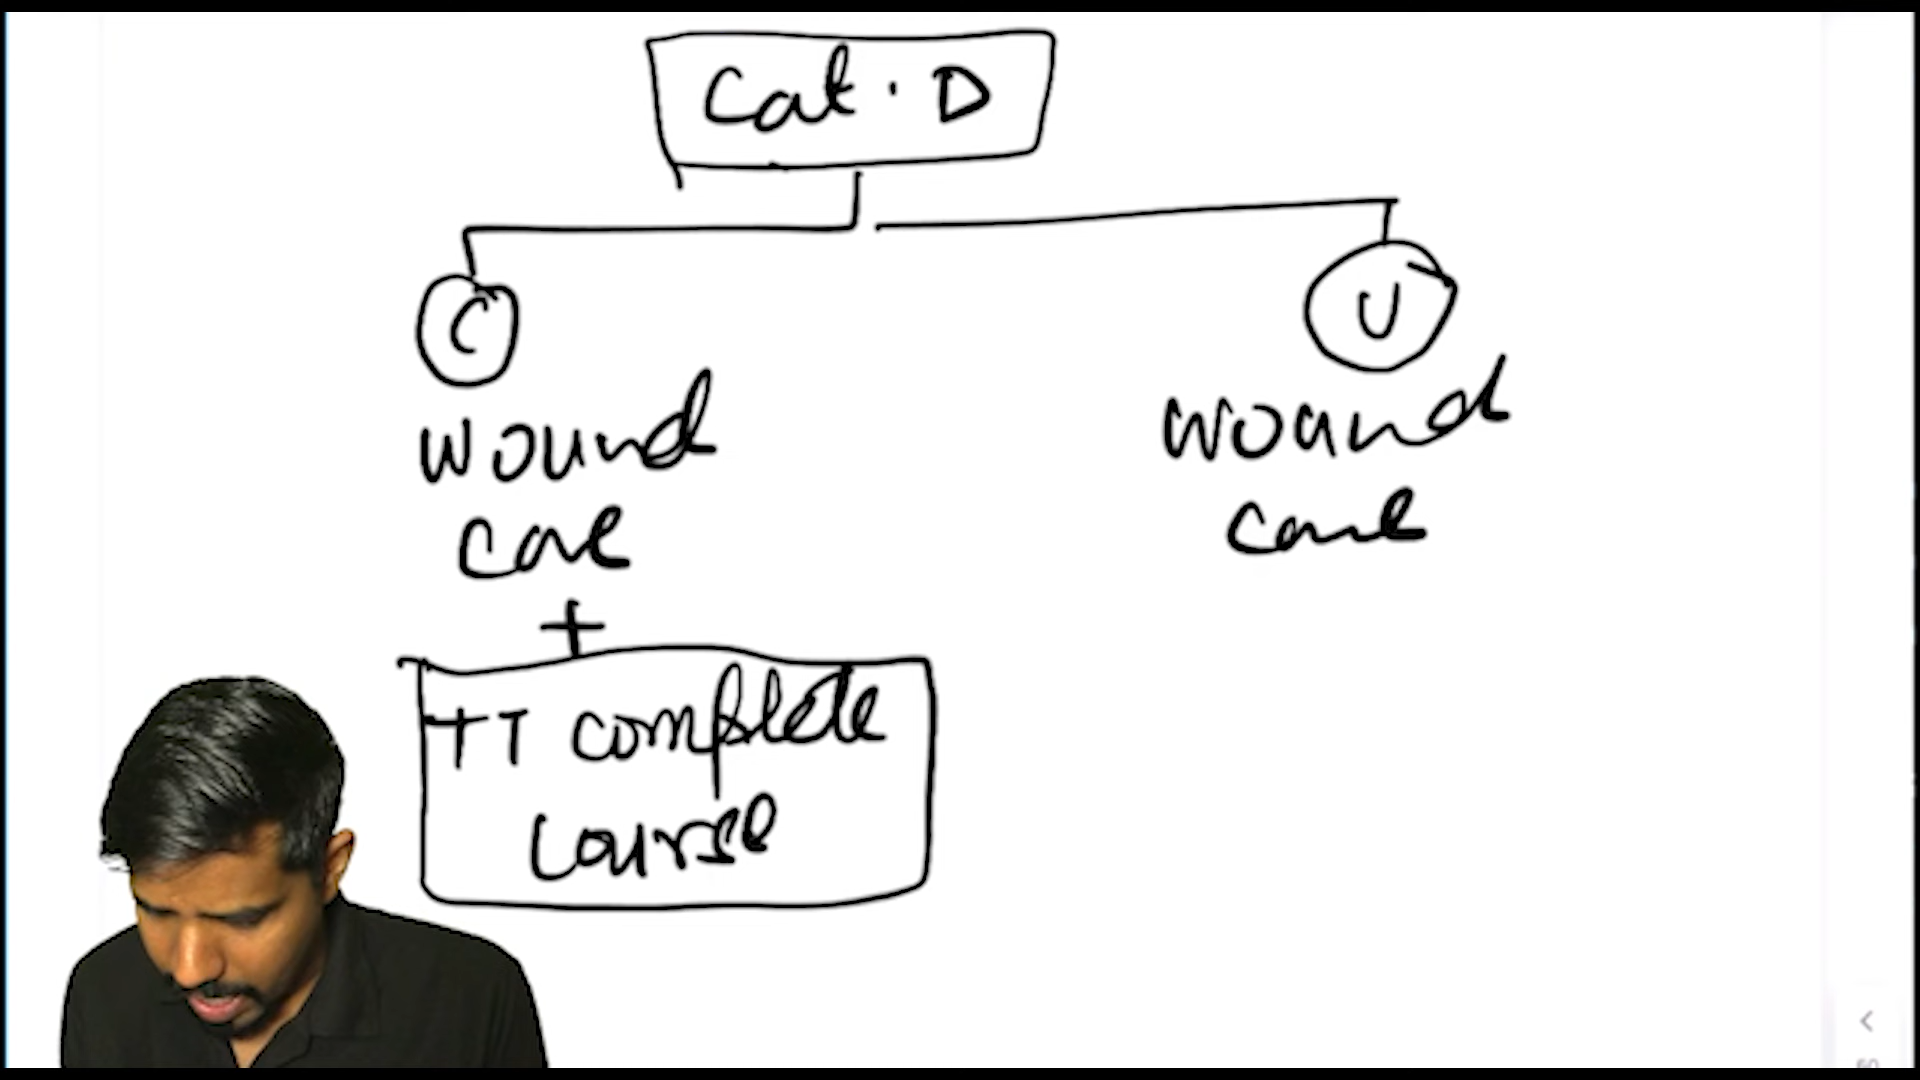 Cat. D
C
U
wound
care
wound
care
+
TT complete
course